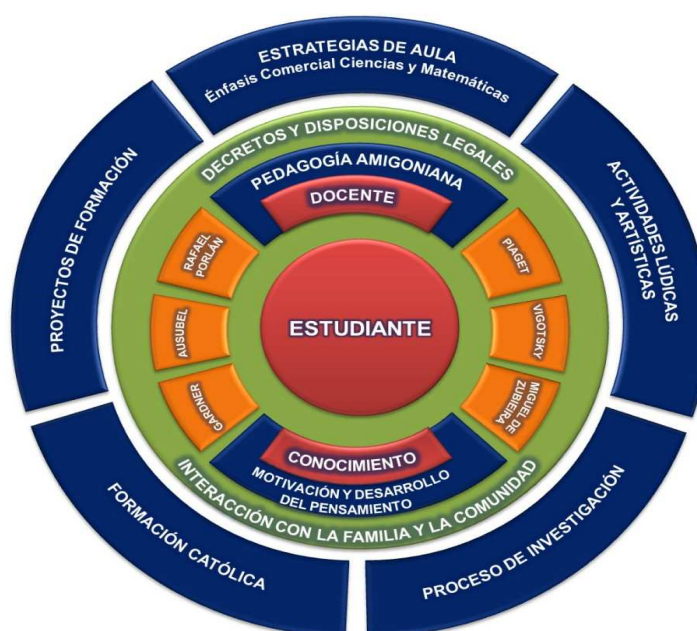 ESTRATEGIAS DE AULA
Énfasis Comercial Ciencias y Matemáticas
ACTIVIDADES LÚDICAS
Y ARTÍSTICAS
PROCESO DE INVESTIGACIÓN
FORMACIÓN CATÓLICA
PROYECTOS DE FORMACIÓN
DECRETOS Y DISPOSICIONES LEGALES
PEDAGOGÍA AMIGONIANA
DOCENTE
RAFAEL
PORLÁN
AUSUBEL
GARDNER
ESTUDIANTE
PIAGET
VIGOTSKY
MIGUEL DE
ZUBIEIRA
CONOCIMIENTO
MOTIVACIÓN Y DESARROLLO
DEL PENSAMIENTO
INTERACCIÓN CON LA FAMILIA Y LA COMUNIDAD